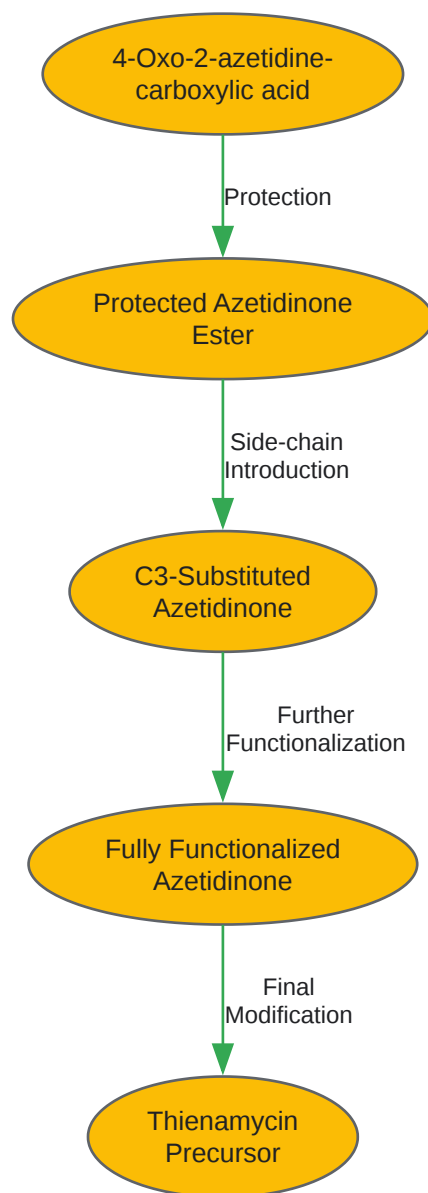 4-Oxo-2-azetidine-
carboxylic acid
Protection
Protected Azetidinone
Ester
Side-chain
Introduction
C3-Substituted
Azetidinone
Further
Functionalization
Fully Functionalized
Azetidinone
Final
Modification
Thienamycin
Precursor